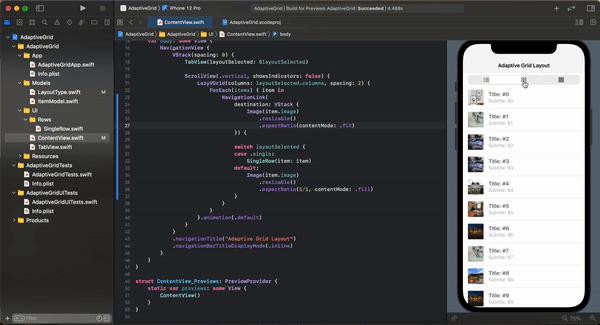 AdaptiveGrid
iPhone 12 Pro
AdaptiveGrid | Build for Previews AdaptiveGrid: Succeeded | 4.488s
ContentView.swift
AdaptiveGrid.xcodeproj
AdaptiveGrid
AdaptiveGrid
UI
ContentView.swift
body
AdaptiveGrid
AdaptiveGrid
App
AdaptiveGridApp.swift
Info.plist
Models
LayoutType.swift M
ItemModel.swift
UI
Rows
SingleRow.swift
ContentView.swift M
TabView.swift
Resources
AdaptiveGridTests
AdaptiveGridTests.swift
Info.plist
AdaptiveGridUITests
AdaptiveGridUITests.swift
Info.plist
Products
Filter
var body: some View {
NavigationView {
VStack(spacing: 0) {
TabView(layoutSelected: $layoutSelected)
ScrollView(.vertical, showsIndicators: false) {
LazyVGrid(columns: layoutSelected.columns, spacing: 2) {
ForEach(items) { item in
NavigationLink(
destination: VStack {
Image(item.image)
.resizable()
.aspectRatio(contentMode: .fit)
}) {
switch layoutSelected {
case .single:
SingleRow(item: item)
default:
Image(item.image)
.resizable()
.aspectRatio(1/1, contentMode: .fill)
}
}
}
}.animation(.default)
}
}
.navigationTitle("Adaptive Grid Layout")
.navigationBarTitleDisplayMode(.inline)
}
}
}
struct ContentView_Previews: PreviewProvider {
static var previews: some View {
ContentView()
}
}
Adaptive Grid Layout
Title: #0
Subtitle: $0
Title: #1
Subtitle: $1
Title: #2
Subtitle: $2
Title: #3
Subtitle: $3
Title: #4
Subtitle: $4
Title: #5
Subtitle: $5
Title: #6
Subtitle: $6
Title: #7
Subtitle: $7
Title: #8
Subtitle: $8
Title: #9
Subtitle: $9
75%